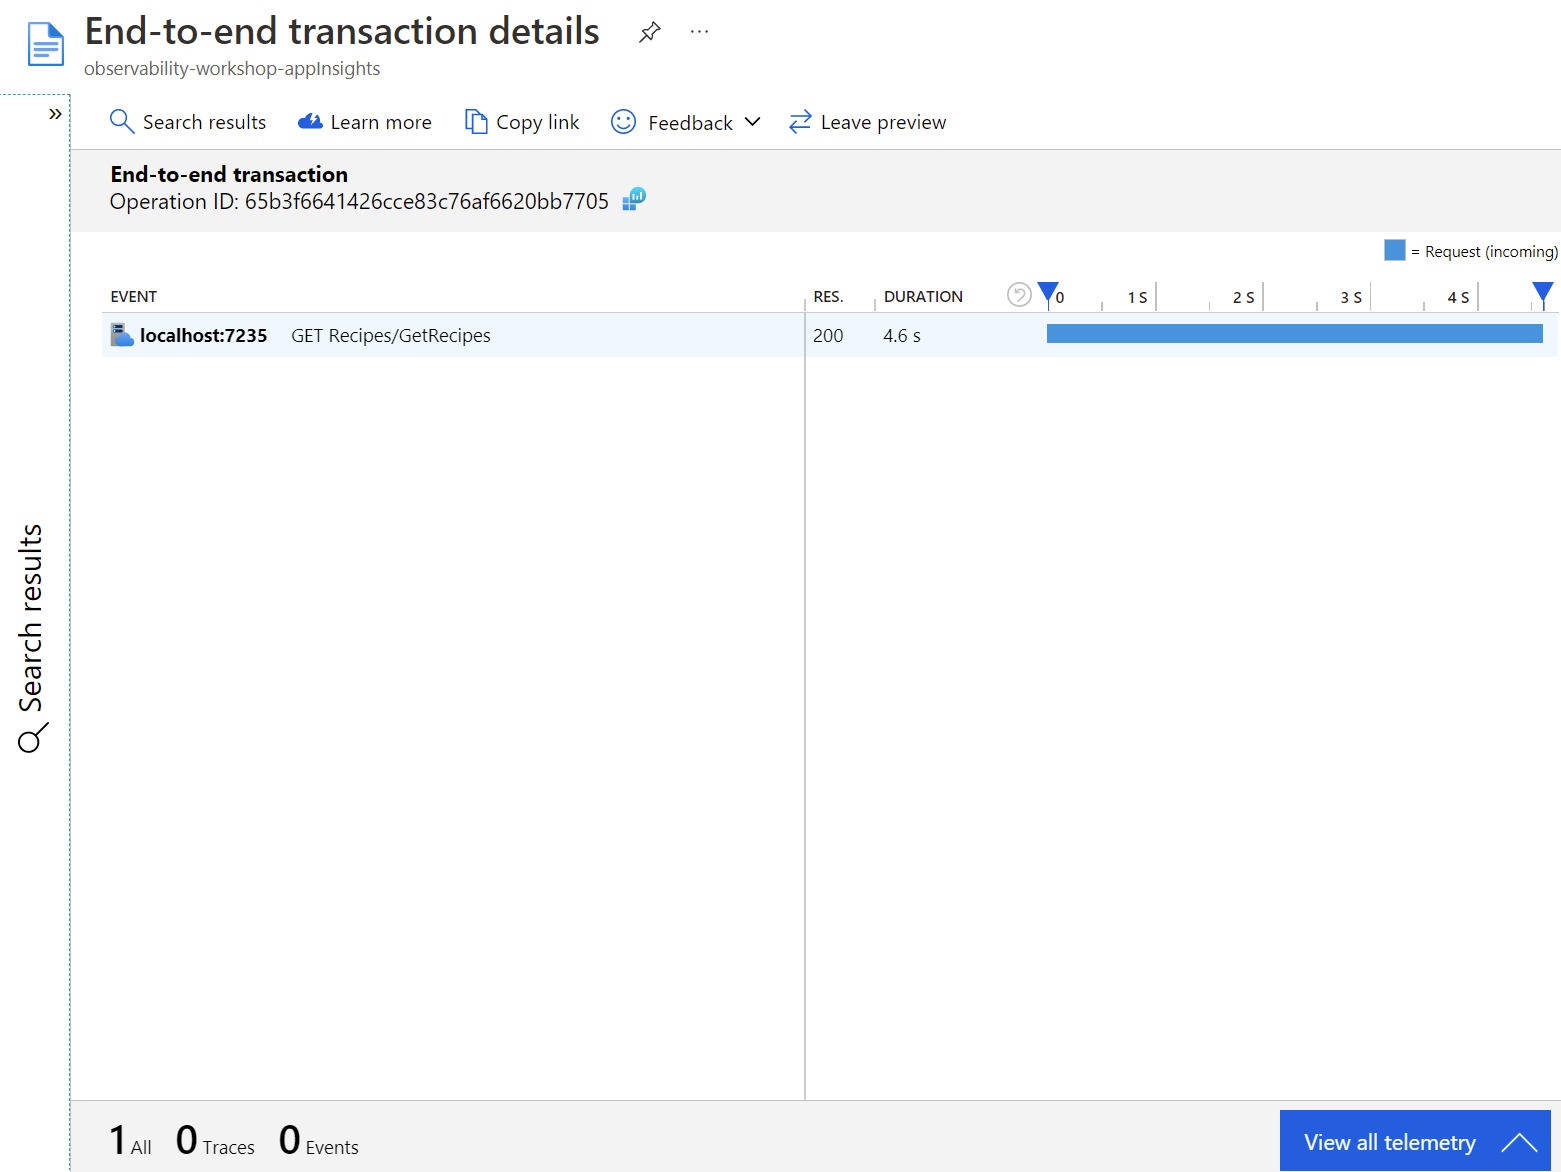 End-to-end transaction details
observability-workshop-appInsights
Search results
Learn more
Copy link
Feedback
Leave preview
End-to-end transaction
Operation ID: 65b3f6641426cce83c76af6620bb7705
= Request (incoming)
EVENT RES. DURATION 0 1 S 2 S 3 S 4 S
localhost:7235 GET Recipes/GetRecipes 200 4.6 s
Search results
1 All 0 Traces 0 Events
View all telemetry